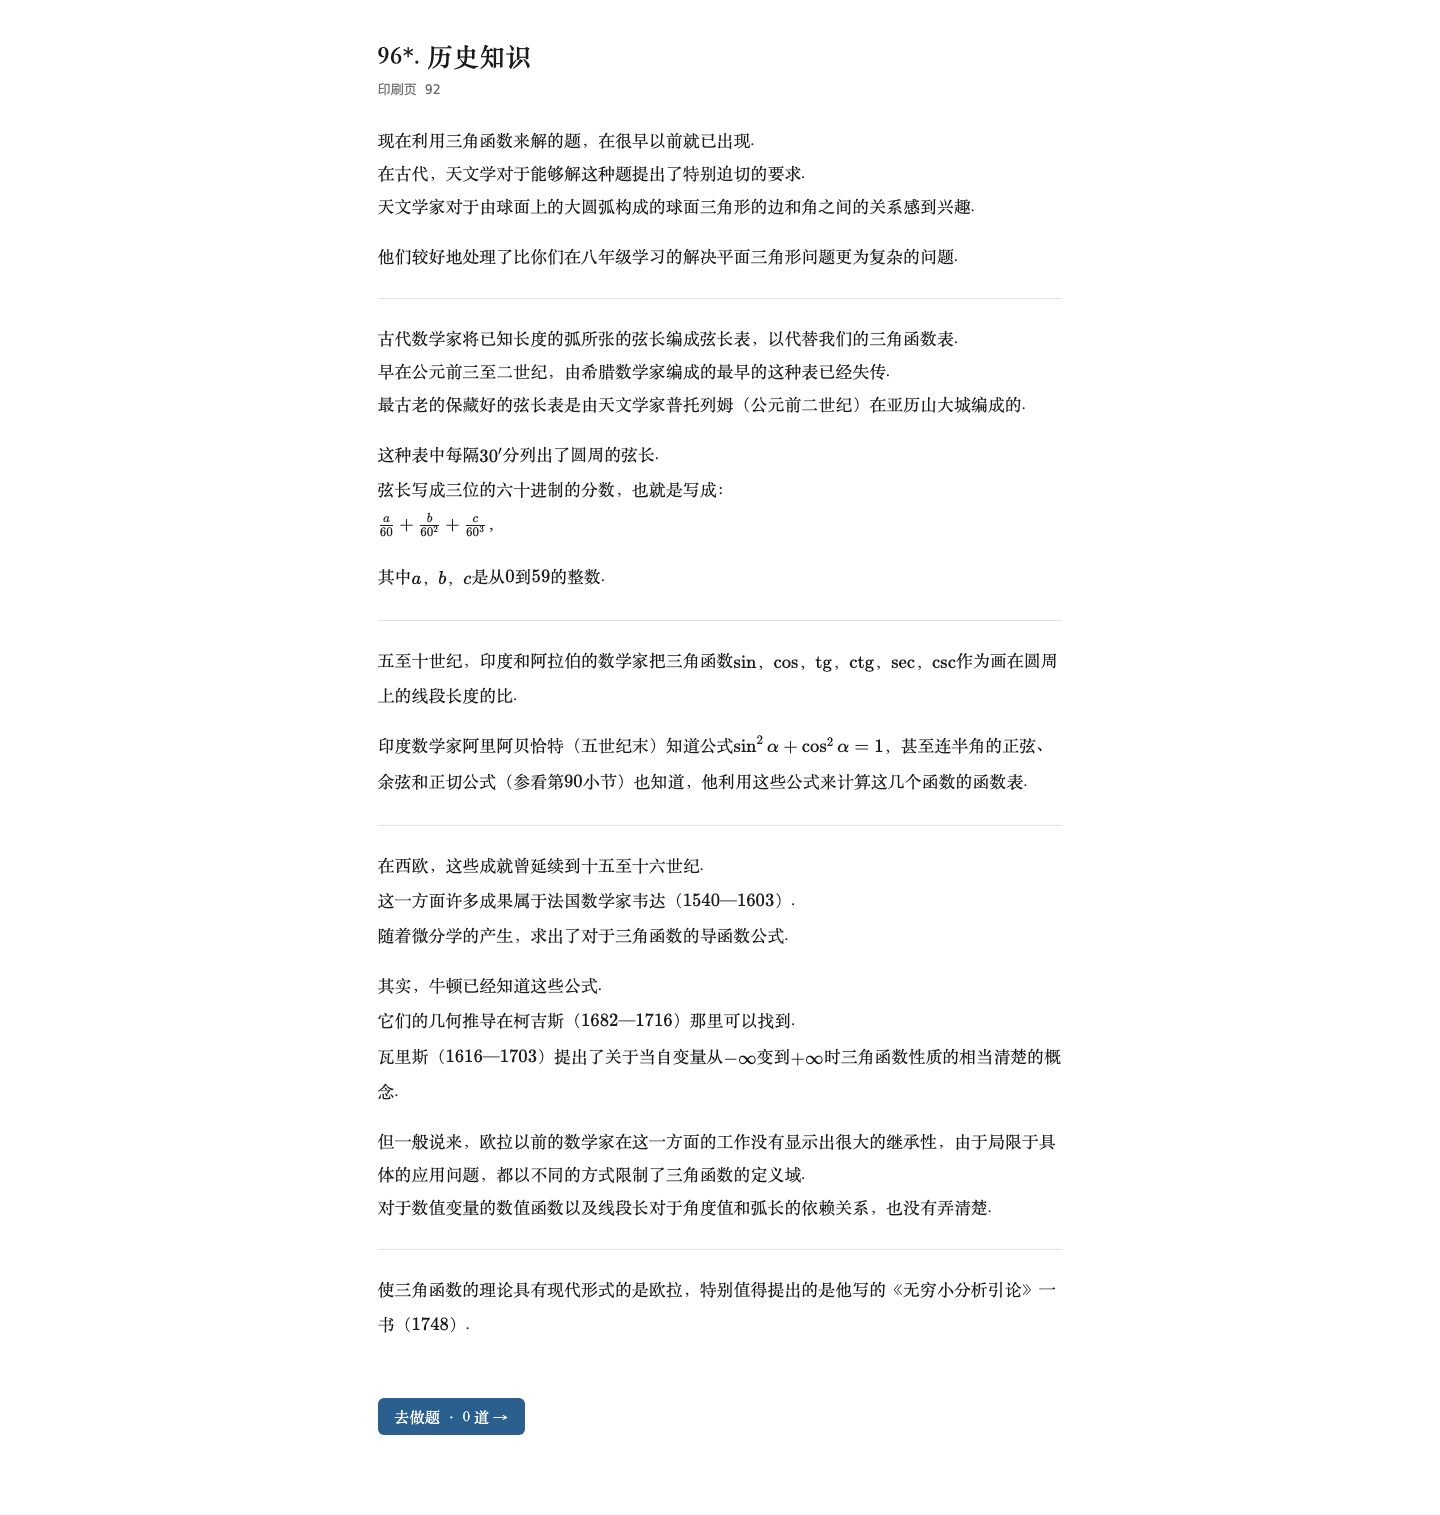 96*. 历史知识
印刷页 92
现在利用三角函数来解的题，在很早以前就已出现.
在古代，天文学对于能够解这种题提出了特别迫切的要求.
天文学家对于由球面上的大圆弧构成的球面三角形的边和角之间的关系感到兴趣.
他们较好地处理了比你们在八年级学习的解决平面三角形问题更为复杂的问题.
古代数学家将已知长度的弧所张的弦长编成弦长表，以代替我们的三角函数表.
早在公元前三至二世纪，由希腊数学家编成的最早的这种表已经失传.
最古老的保藏好的弦长表是由天文学家普托列姆（公元前二世纪）在亚历山大城编成的.
这种表中每隔30′分列出了圆周的弦长.
弦长写成三位的六十进制的分数，也就是写成：
a/60 + b/60² + c/60³，
其中a，b，c是从0到59的整数.
五至十世纪，印度和阿拉伯的数学家把三角函数sin，cos，tg，ctg，sec，csc作为画在圆周
上的线段长度的比.
印度数学家阿里阿贝恰特（五世纪末）知道公式sin² α + cos² α = 1，甚至连半角的正弦、
余弦和正切公式（参看第90小节）也知道，他利用这些公式来计算这几个函数的函数表.
在西欧，这些成就曾延续到十五至十六世纪.
这一方面许多成果属于法国数学家韦达（1540—1603）.
随着微分学的产生，求出了对于三角函数的导函数公式.
其实，牛顿已经知道这些公式.
它们的几何推导在柯吉斯（1682—1716）那里可以找到.
瓦里斯（1616—1703）提出了关于当自变量从−∞变到+∞时三角函数性质的相当清楚的概
念.
但一般说来，欧拉以前的数学家在这一方面的工作没有显示出很大的继承性，由于局限于具
体的应用问题，都以不同的方式限制了三角函数的定义域.
对于数值变量的数值函数以及线段长对于角度值和弧长的依赖关系，也没有弄清楚.
使三角函数的理论具有现代形式的是欧拉，特别值得提出的是他写的《无穷小分析引论》一
书（1748）.
去做题 · 0 道 →